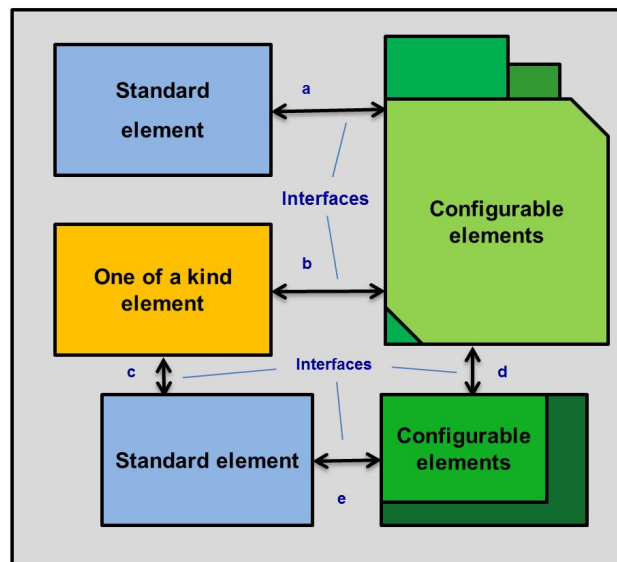 Standard
element
a
Interfaces
Configurable
elements
One of a kind
element
b
c
Interfaces
d
Standard element
Configurable
elements
e